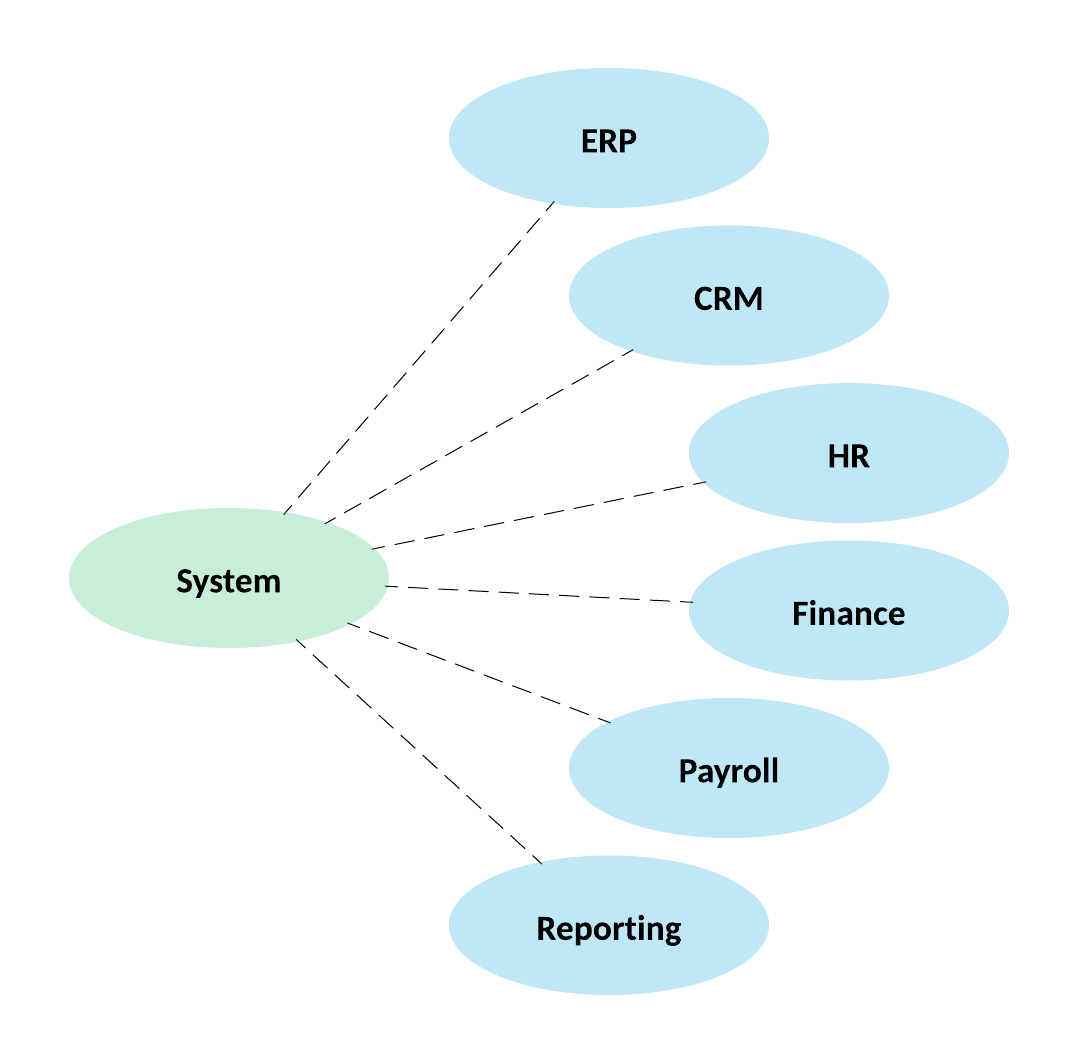 ERP
CRM
HR
System
Finance
Payroll
Reporting